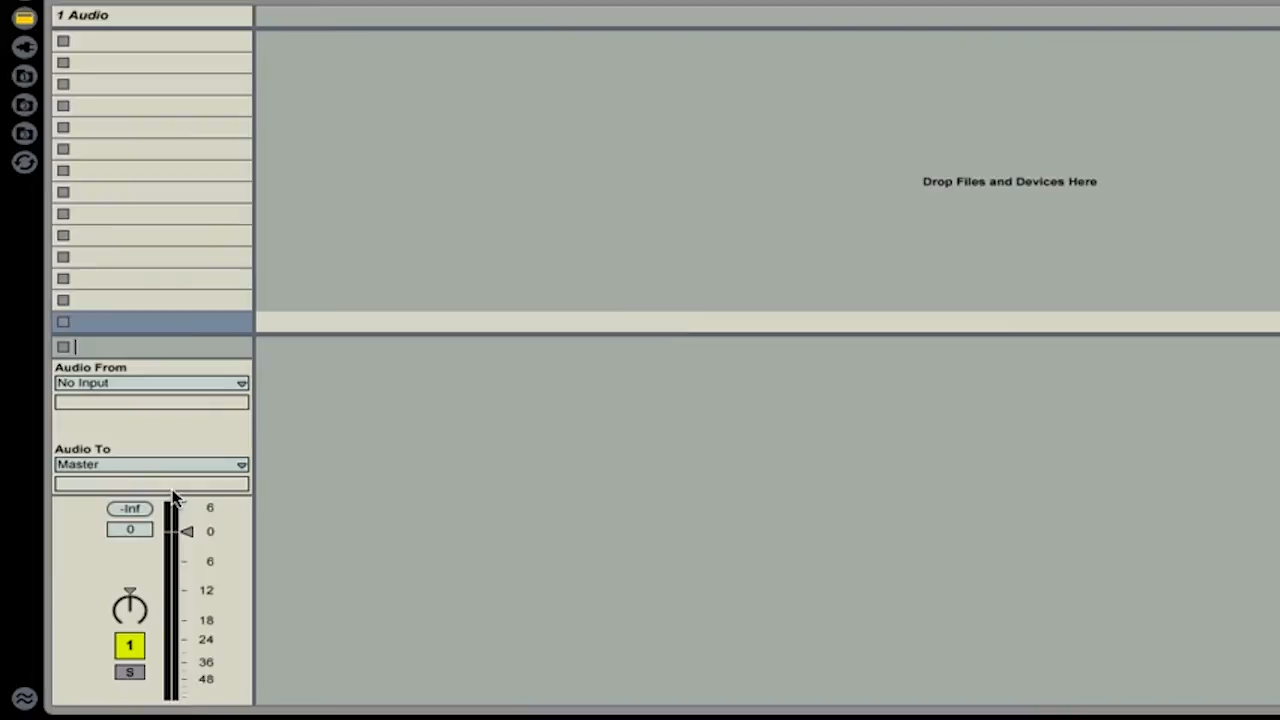 1 Audio
Drop Files and Devices Here
Audio From
No Input
Audio To
Master
-Inf
6
0
0
6
12
18
1
24
36
S
48